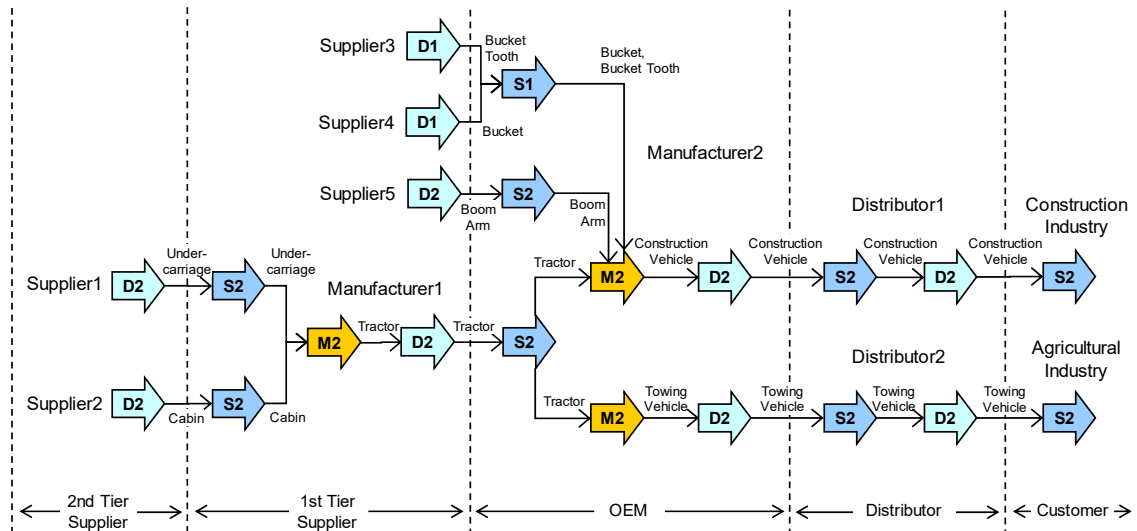 Supplier3
D1
Bucket
Tooth
Bucket,
Bucket Tooth
S1
Supplier4
D1
Bucket
Manufacturer2
Supplier5
D2
Boom
Arm
S2
Boom
Arm
Distributor1
Construction
Industry
Supplier1
D2
Under-
carriage
S2
Under-
carriage
Tractor
M2
Construction
Vehicle
D2
Construction
Vehicle
S2
Construction
Vehicle
D2
Construction
Vehicle
S2
Manufacturer1
M2
Tractor
D2
Tractor
S2
Distributor2
Agricultural
Industry
Supplier2
D2
Cabin
S2
Cabin
Tractor
M2
Towing
Vehicle
D2
Towing
Vehicle
S2
Towing
Vehicle
D2
Towing
Vehicle
S2
2nd Tier
Supplier
1st Tier
Supplier
OEM
Distributor
Customer